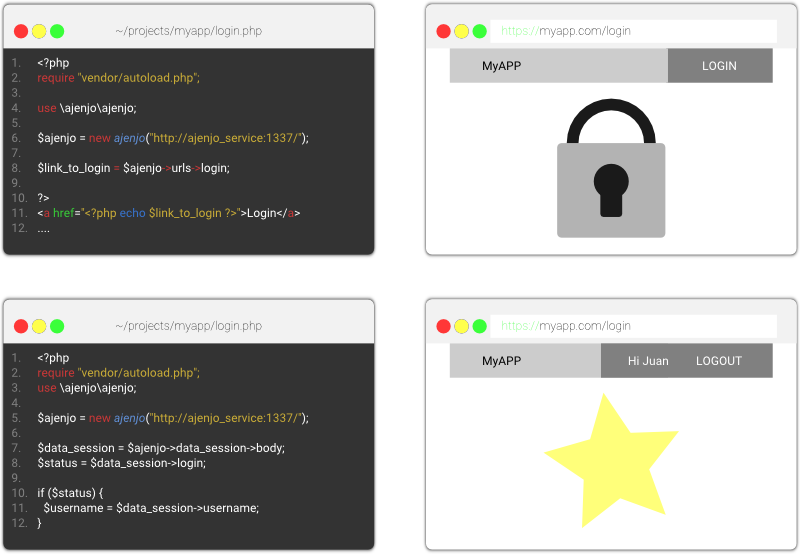 ~/projects/myapp/login.php
1. <?php
2. require "vendor/autoload.php";
3.
4. use \ajenjo\ajenjo;
5.
6. $ajenjo = new ajenjo("http://ajenjo_service:1337/");
7.
8. $link_to_login = $ajenjo->urls->login;
9.
10. ?>
11. <a href="<?php echo $link_to_login ?>">Login</a>
12. ....
https://myapp.com/login
MyAPP LOGIN
~/projects/myapp/login.php
1. <?php
2. require "vendor/autoload.php";
3. use \ajenjo\ajenjo;
4.
5. $ajenjo = new ajenjo("http://ajenjo_service:1337/");
6.
7. $data_session = $ajenjo->data_session->body;
8. $status = $data_session->login;
9.
10. if ($status) {
11. $username = $data_session->username;
12. }
https://myapp.com/login
MyAPP Hi Juan LOGOUT